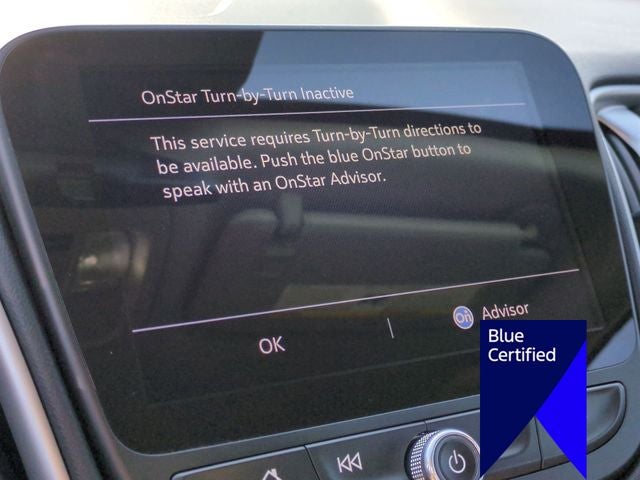 OnStar Turn-by-Turn Inactive
This service requires Turn-by-Turn directions to
be available. Push the blue OnStar button to
speak with an OnStar Advisor.
OK
On Advisor
Blue
Certified